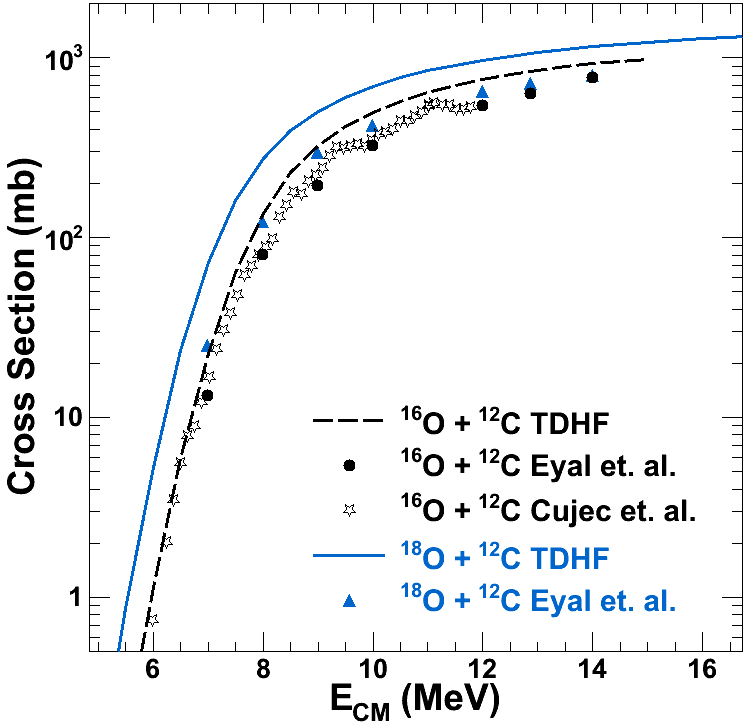 Cross Section (mb)
10³
10²
10
1
¹⁶O + ¹²C TDHF
¹⁶O + ¹²C Eyal et. al.
¹⁶O + ¹²C Cujec et. al.
¹⁸O + ¹²C TDHF
¹⁸O + ¹²C Eyal et. al.
6 8 10 12 14 16
E_CM (MeV)